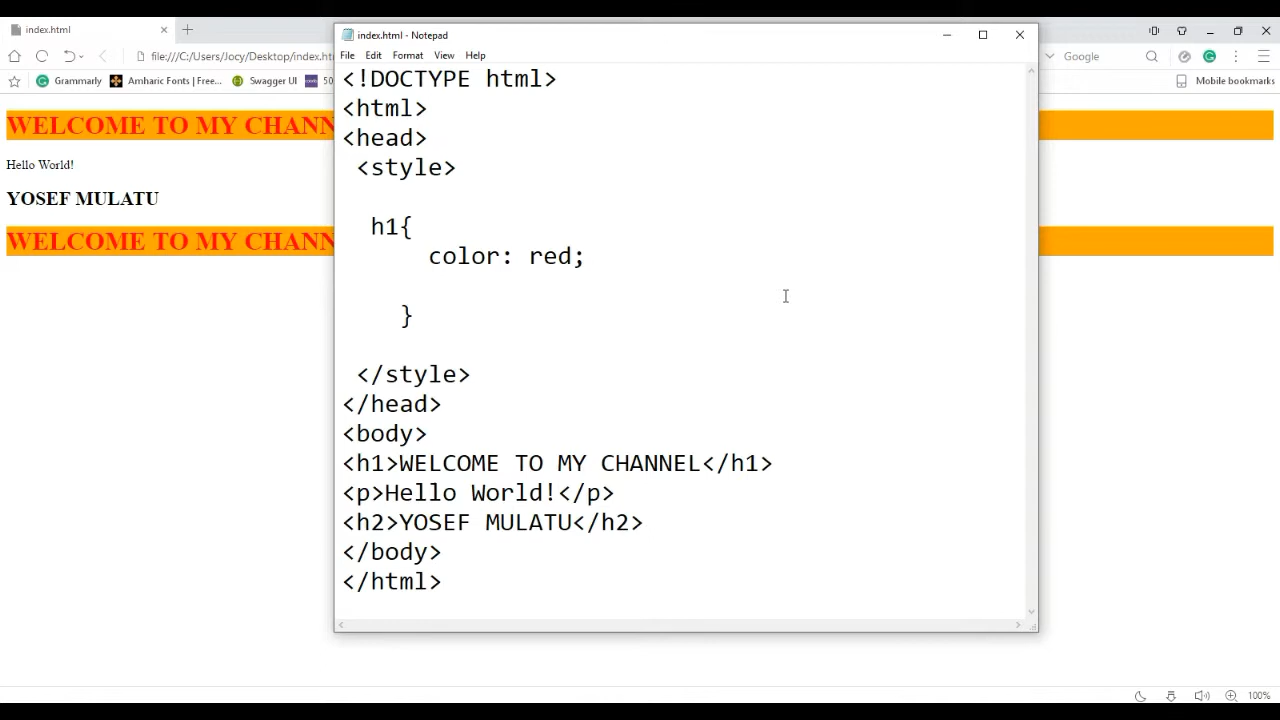 index.html
index.html - Notepad
file:///C:/Users/Jocy/Desktop/index.ht
File Edit Format View Help
Google
Grammarly Amharic Fonts | Free... Swagger UI 50
Mobile bookmarks
WELCOME TO MY CHANN
Hello World!
YOSEF MULATU
WELCOME TO MY CHANN
<!DOCTYPE html>
<html>
<head>
<style>
h1{
color: red;
}
</style>
</head>
<body>
<h1>WELCOME TO MY CHANNEL</h1>
<p>Hello World!</p>
<h2>YOSEF MULATU</h2>
</body>
</html>
100%